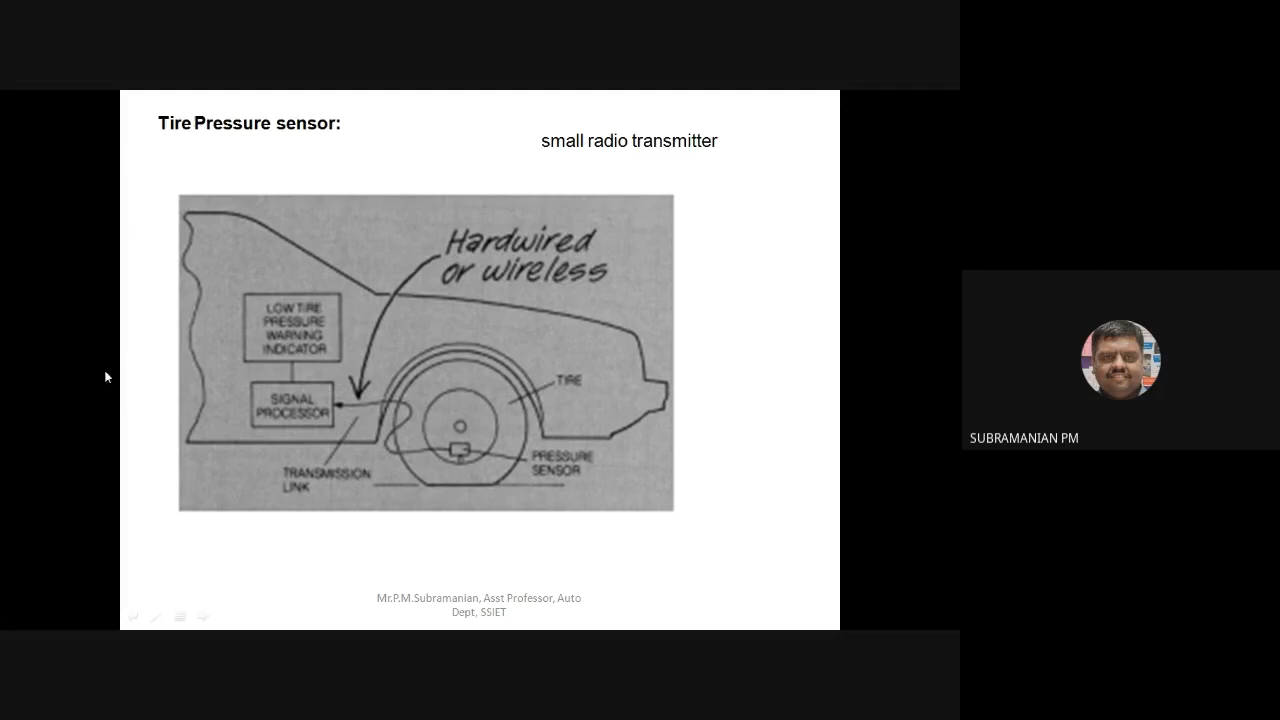 Tire Pressure sensor:
small radio transmitter
Hardwired
or wireless
LOW TIRE
PRESSURE
WARNING
INDICATOR
SIGNAL
PROCESSOR
TIRE
TRANSMISSION
LINK
PRESSURE
SENSOR
SUBRAMANIAN PM
Mr.P.M.Subramanian, Asst Professor, Auto
Dept, SSIET